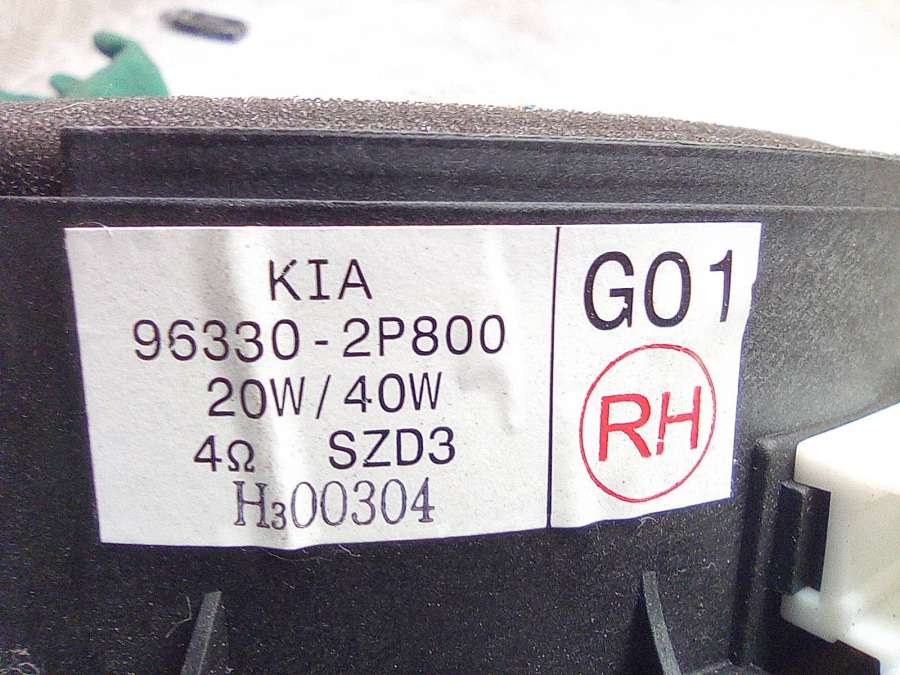 KIA
96330-2P800
20W/40W
4Ω SZD3
H300304
G01
RH